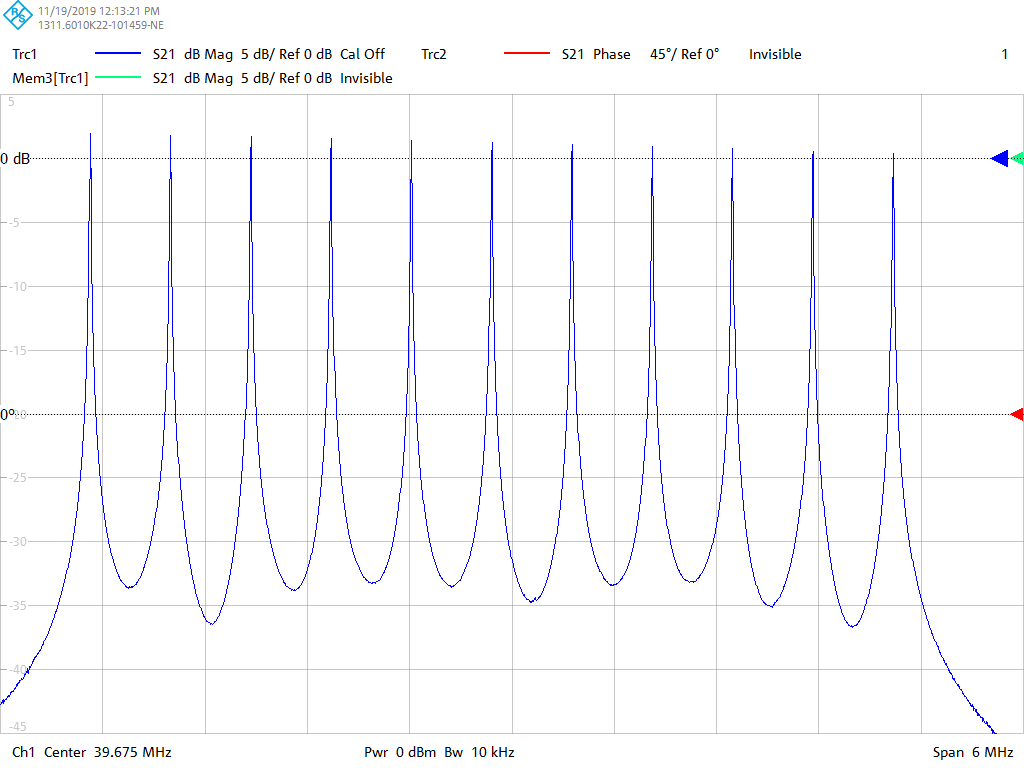 R&S
11/19/2019 12:13:21 PM
1311.6010K22-101459-NE
Trc1 S21 dB Mag 5 dB/ Ref 0 dB Cal Off Trc2 S21 Phase 45°/ Ref 0° Invisible 1
Mem3[Trc1] S21 dB Mag 5 dB/ Ref 0 dB Invisible
5
0 dB
-5
-10
-15
0°
-20
-25
-30
-35
-40
-45
Ch1 Center 39.675 MHz Pwr 0 dBm Bw 10 kHz Span 6 MHz